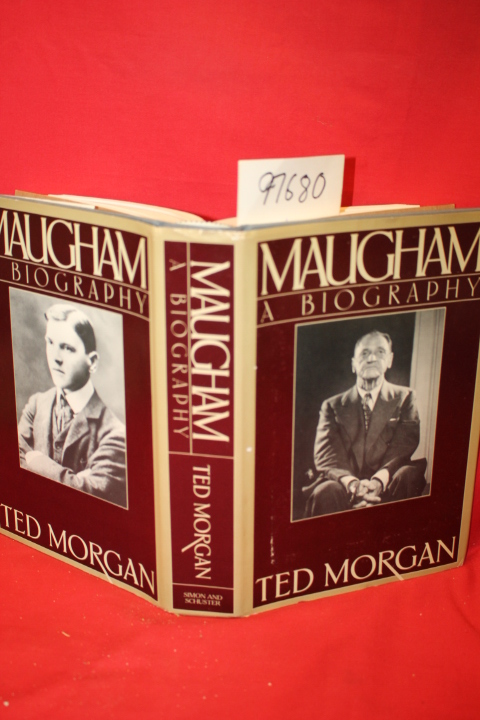 97680
MAUGHAM
A BIOGRAPHY
TED MORGAN
MAUGHAM
A BIOGRAPHY
TED MORGAN
SIMON AND
SCHUSTER
MAUGHAM
A BIOGRAPHY
TED MORGAN